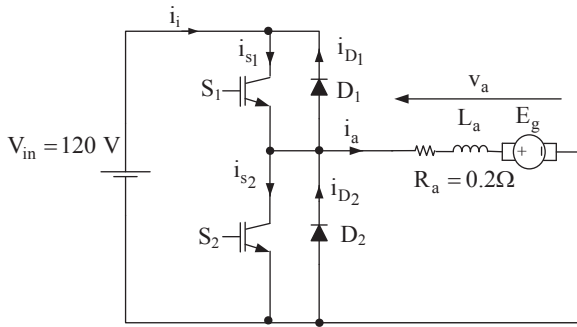 i_i
i_s1
i_D1
S_1
D_1
v_a
L_a
E_g
i_a
+
V_in = 120 V
i_s2
i_D2
R_a = 0.2Ω
S_2
D_2